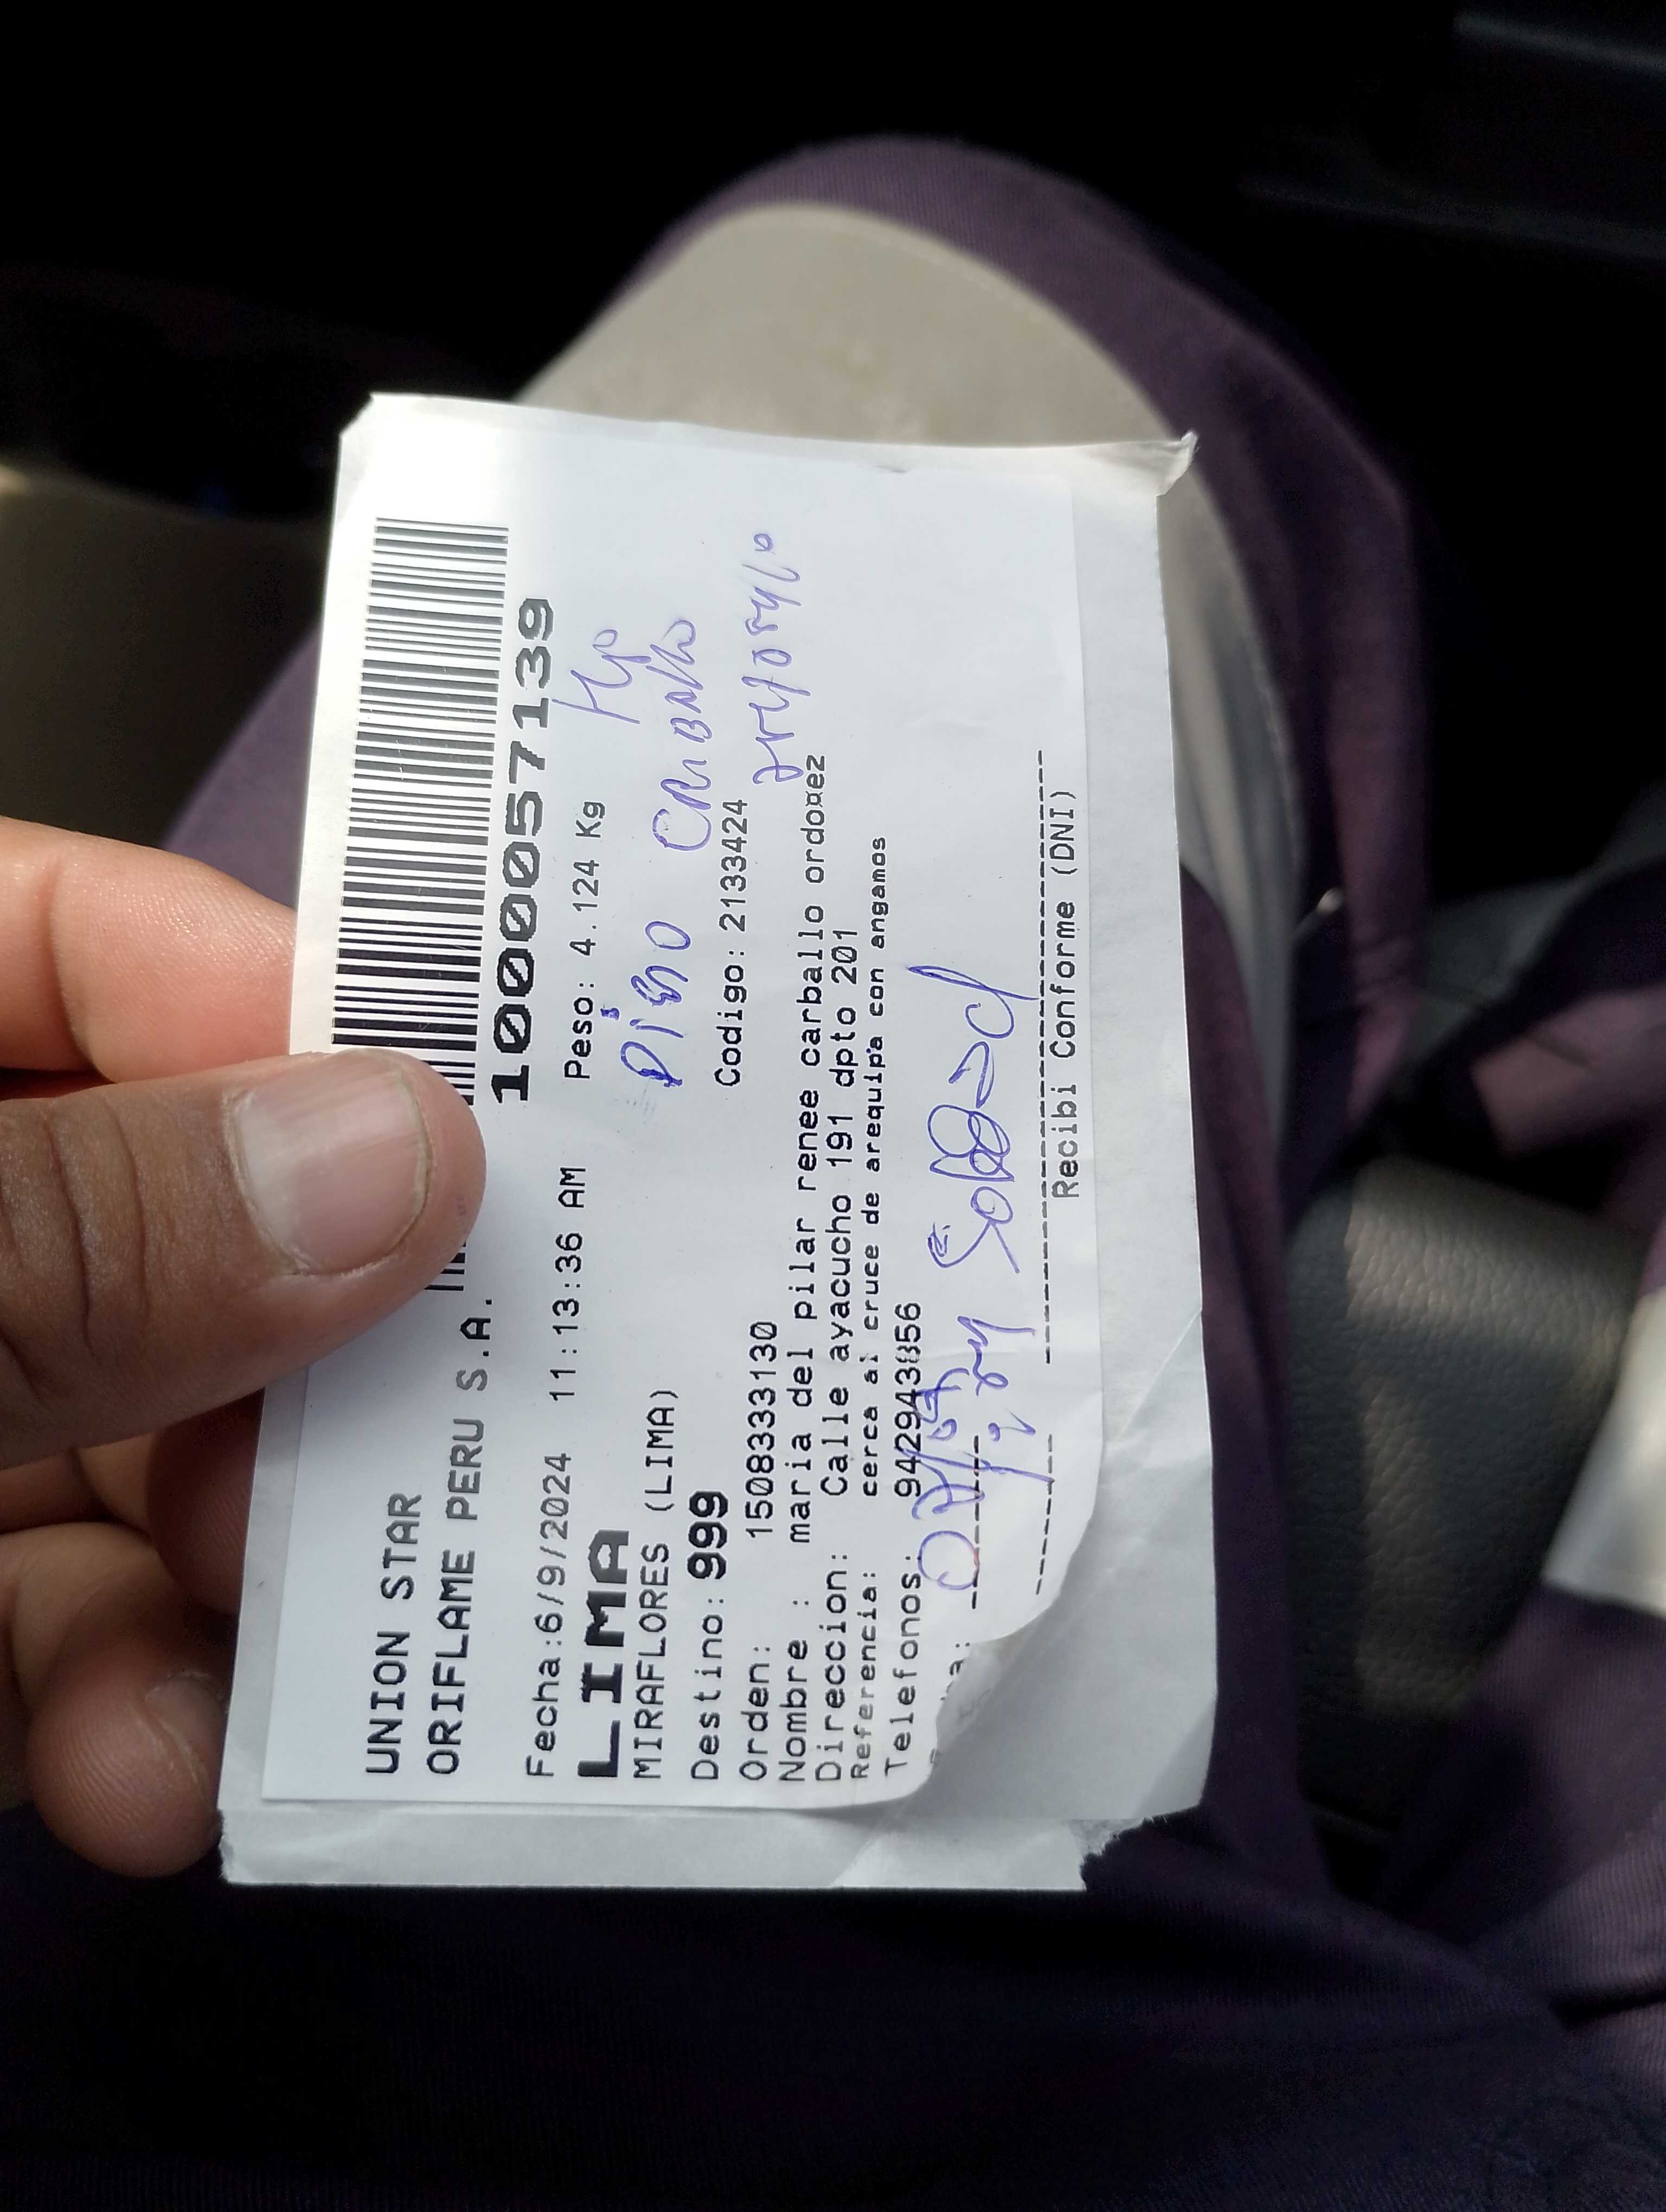 UNION STAR
ORIFLAME PERU S.A.
1000057139
Fecha:6/9/2024 11:13:36 AM Peso: 4.124 Kg
LIMA
MIRAFLORES (LIMA)
Destino: 999 Codigo: 2133424
Orden: 1508333130
Nombre : maria del pilar renee carballo ordoñez
Direccion: Calle ayacucho 191 dpto 201
Referencia: cerca al cruce de arequipa con angamos
Telefonos: 942943856
Recibi Conforme (DNI)